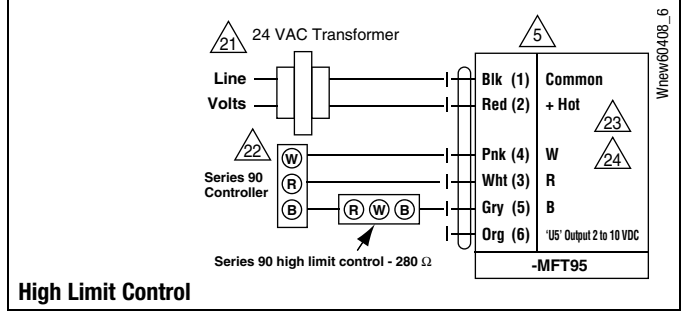 21 24 VAC Transformer
5
Wnew60408_6
Line
Volts
Blk (1) Common
Red (2) + Hot
23
22
24
Series 90
Controller
W
R
B
Pnk (4) W
Wht (3) R
Gry (5) B
R W B
Org (6) 'U5' Output 2 to 10 VDC
Series 90 high limit control - 280 Ω
-MFT95
High Limit Control